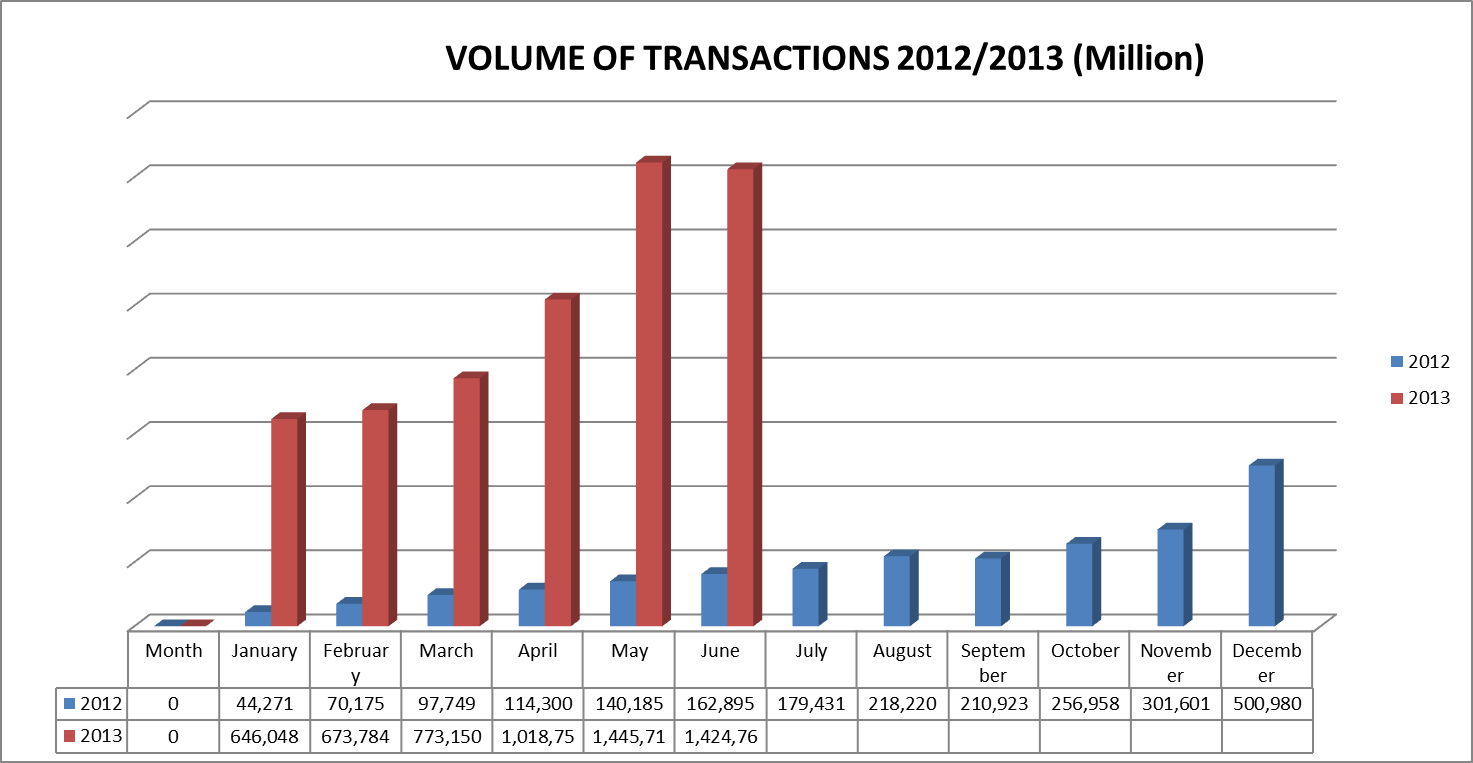 VOLUME OF TRANSACTIONS 2012/2013 (Million)
2012
2013
Month January Februar March April May June July August Septem October Novemb Decemb
y ber er er
2012 0 44,271 70,175 97,749 114,300 140,185 162,895 179,431 218,220 210,923 256,958 301,601 500,980
2013 0 646,048 673,784 773,150 1,018,75 1,445,71 1,424,76